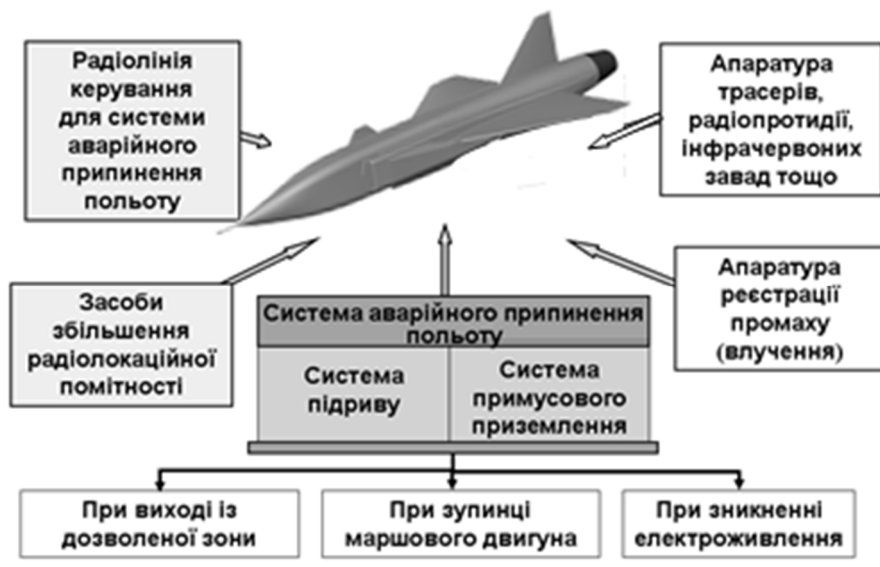 Радіолінія
керування
для системи
аварійного
припинення
польоту
Апаратура
трасерів,
радіопротидії,
інфрачервоних
завад тощо
Засоби
збільшення
радіолокаційної
помітності
Система аварійного припинення
польоту
Система
підриву
Система
примусового
приземлення
Апаратура
реєстрації
промаху
(влучення)
При виході із
дозволеної зони
При зупинці
маршового двигуна
При зникненні
електроживлення